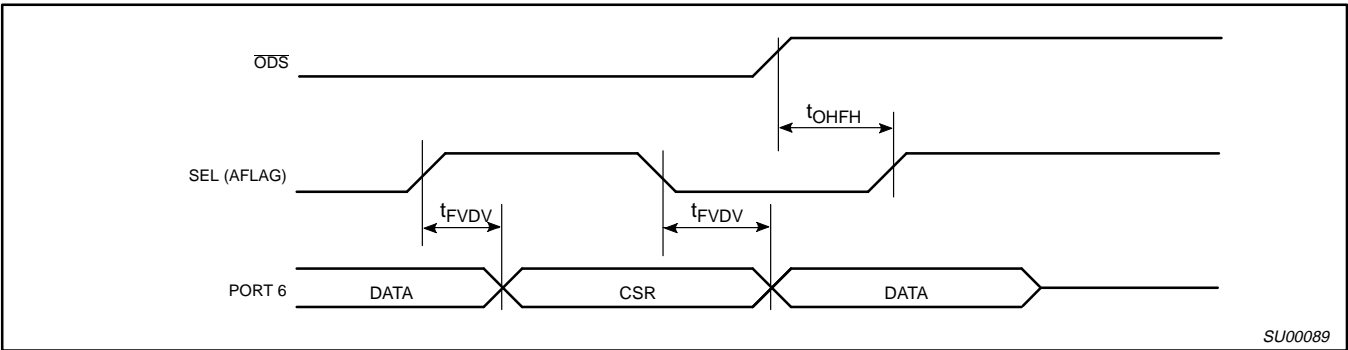 ODS
tOHFH
SEL (AFLAG)
tFVDV tFVDV
PORT 6 DATA CSR DATA
SU00089